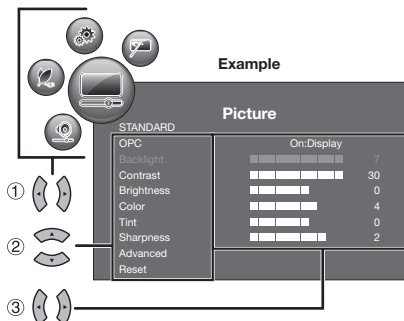 Example
Picture
STANDARD
OPC On:Display
Backlight 7
Contrast 30
Brightness 0
Color 4
Tint 0
Sharpness 2
Advanced
Reset
①
②
③